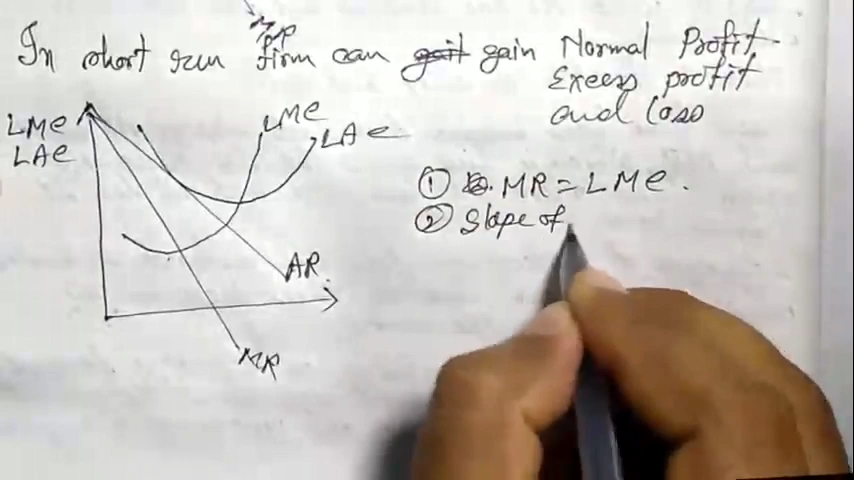 In short run firm can gain Normal Profit
Excess profit
and Loss
LMC
LAC
LMC
LAC
① MR = LMC.
② Slope of
AR
MR